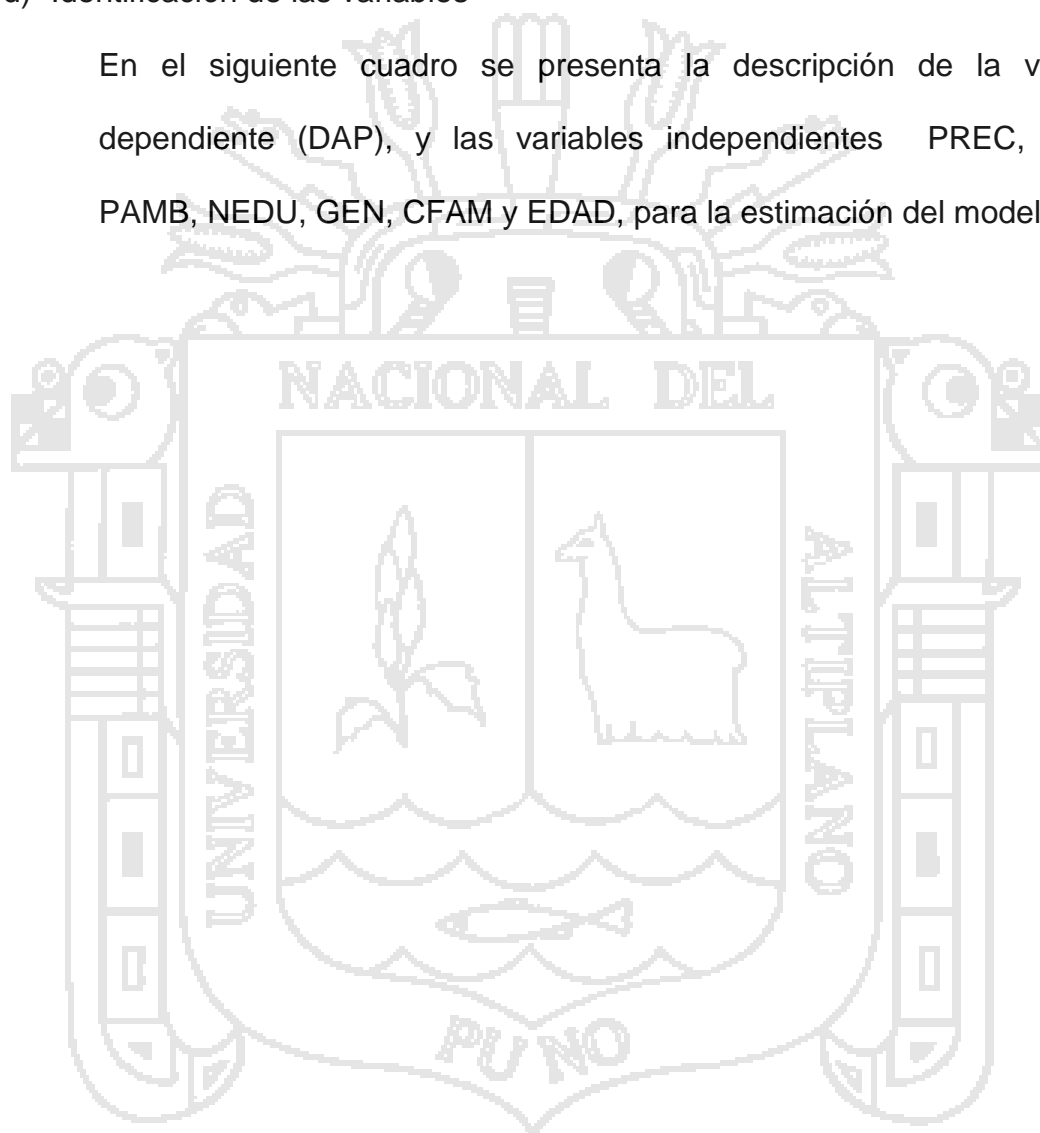 Identificación de las variables
En el siguiente cuadro se presenta la descripción de la v
dependiente (DAP), y las variables independientes PREC,
PAMB, NEDU, GEN, CFAM y EDAD, para la estimación del model
NACIONAL DEL
UNIVERSIDAD
ALTIPLANO
PUNO